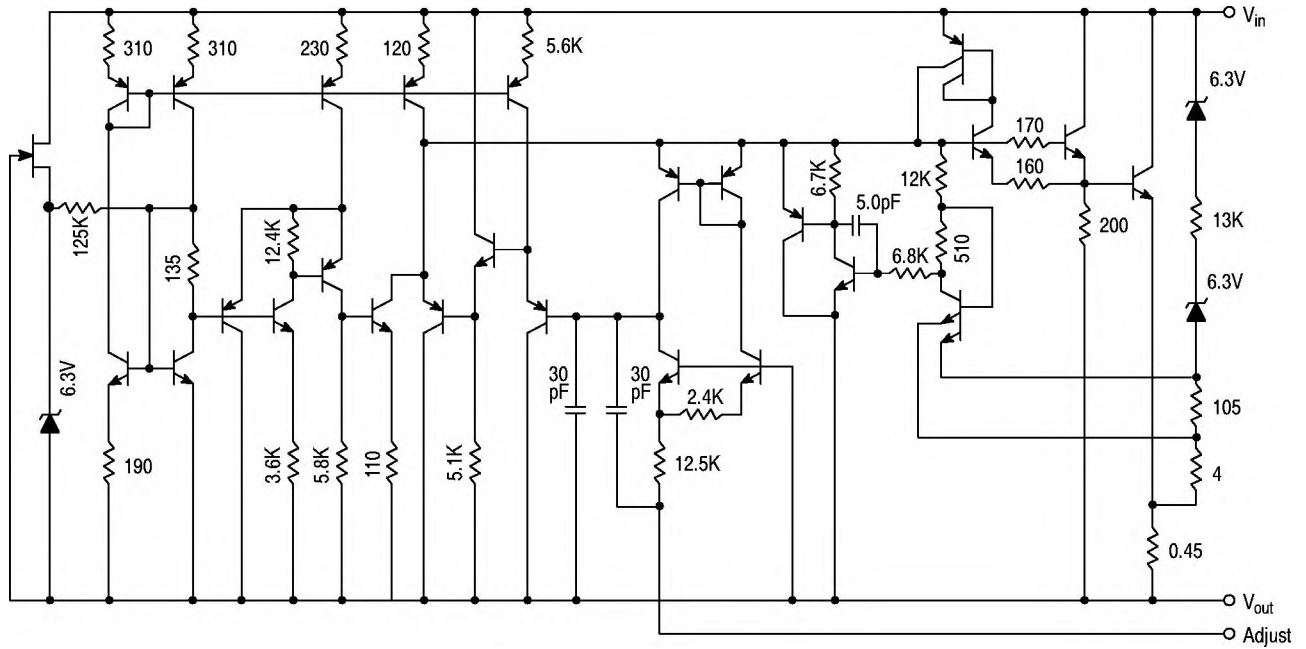 310
310
230
120
5.6K
Vin
6.3V
170
160
6.7K
12K
5.0pF
200
13K
125K
12.4K
6.8K
510
135
6.3V
6.3V
30
pF
30
pF
2.4K
105
190
3.6K
5.8K
110
5.1K
12.5K
4
0.45
Vout
Adjust